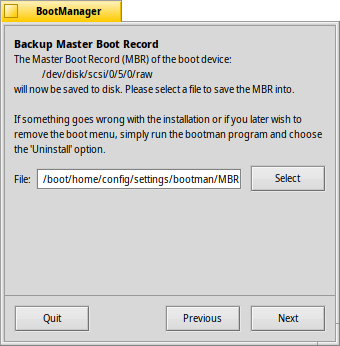 BootManager
Backup Master Boot Record
The Master Boot Record (MBR) of the boot device:
/dev/disk/scsi/0/5/0/raw
will now be saved to disk. Please select a file to save the MBR into.
If something goes wrong with the installation or if you later wish to
remove the boot menu, simply run the bootman program and choose
the 'Uninstall' option.
File: /boot/home/config/settings/bootman/MBR Select
Quit Previous Next